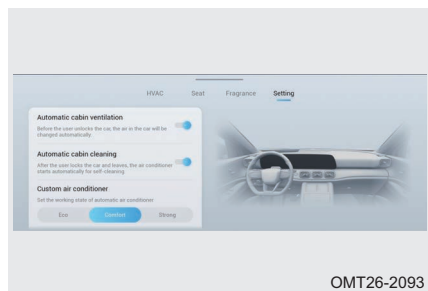 HVAC Seat Fragrance Setting
Automatic cabin ventilation
Before the user unlocks the car, the air in the car will be
changed automatically
Automatic cabin cleaning
After the user locks the car and leaves, the air conditioner
starts automatically for self-cleaning
Custom air conditioner
Set the working state of automatic air conditioner
Eco Comfort Strong
OMT26-2093